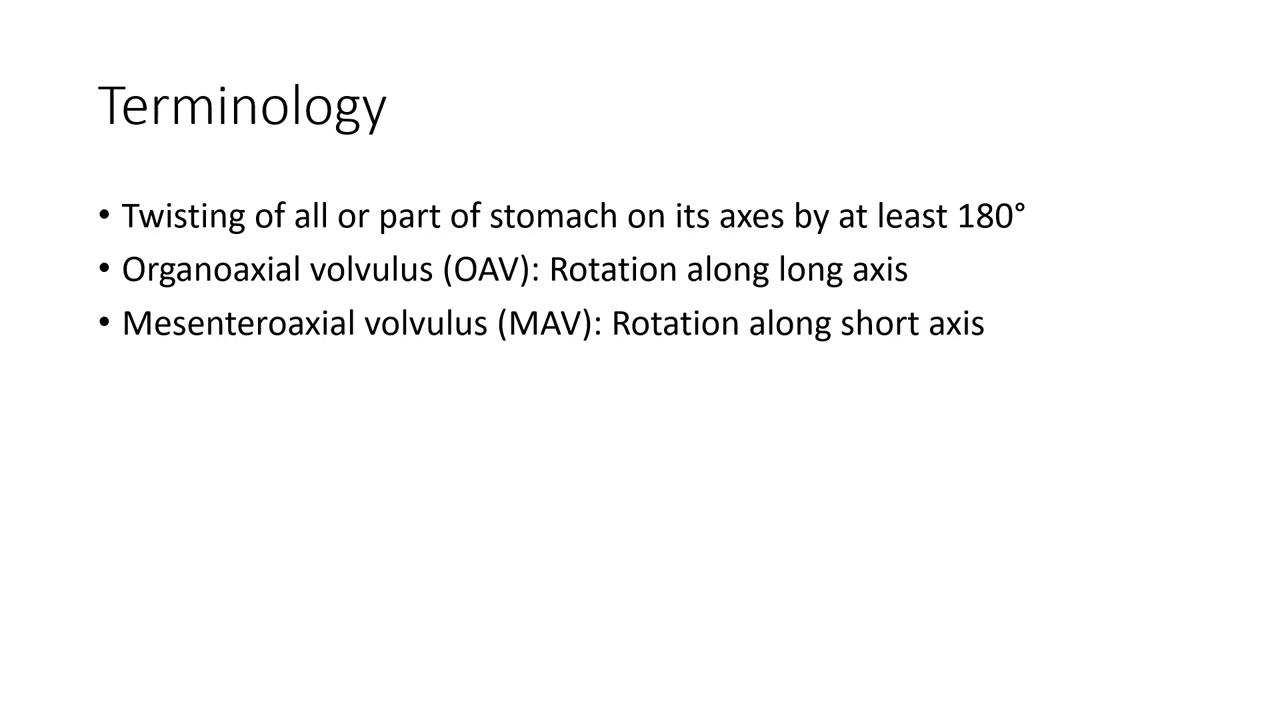 Terminology
• Twisting of all or part of stomach on its axes by at least 180°
• Organoaxial volvulus (OAV): Rotation along long axis
• Mesenteroaxial volvulus (MAV): Rotation along short axis